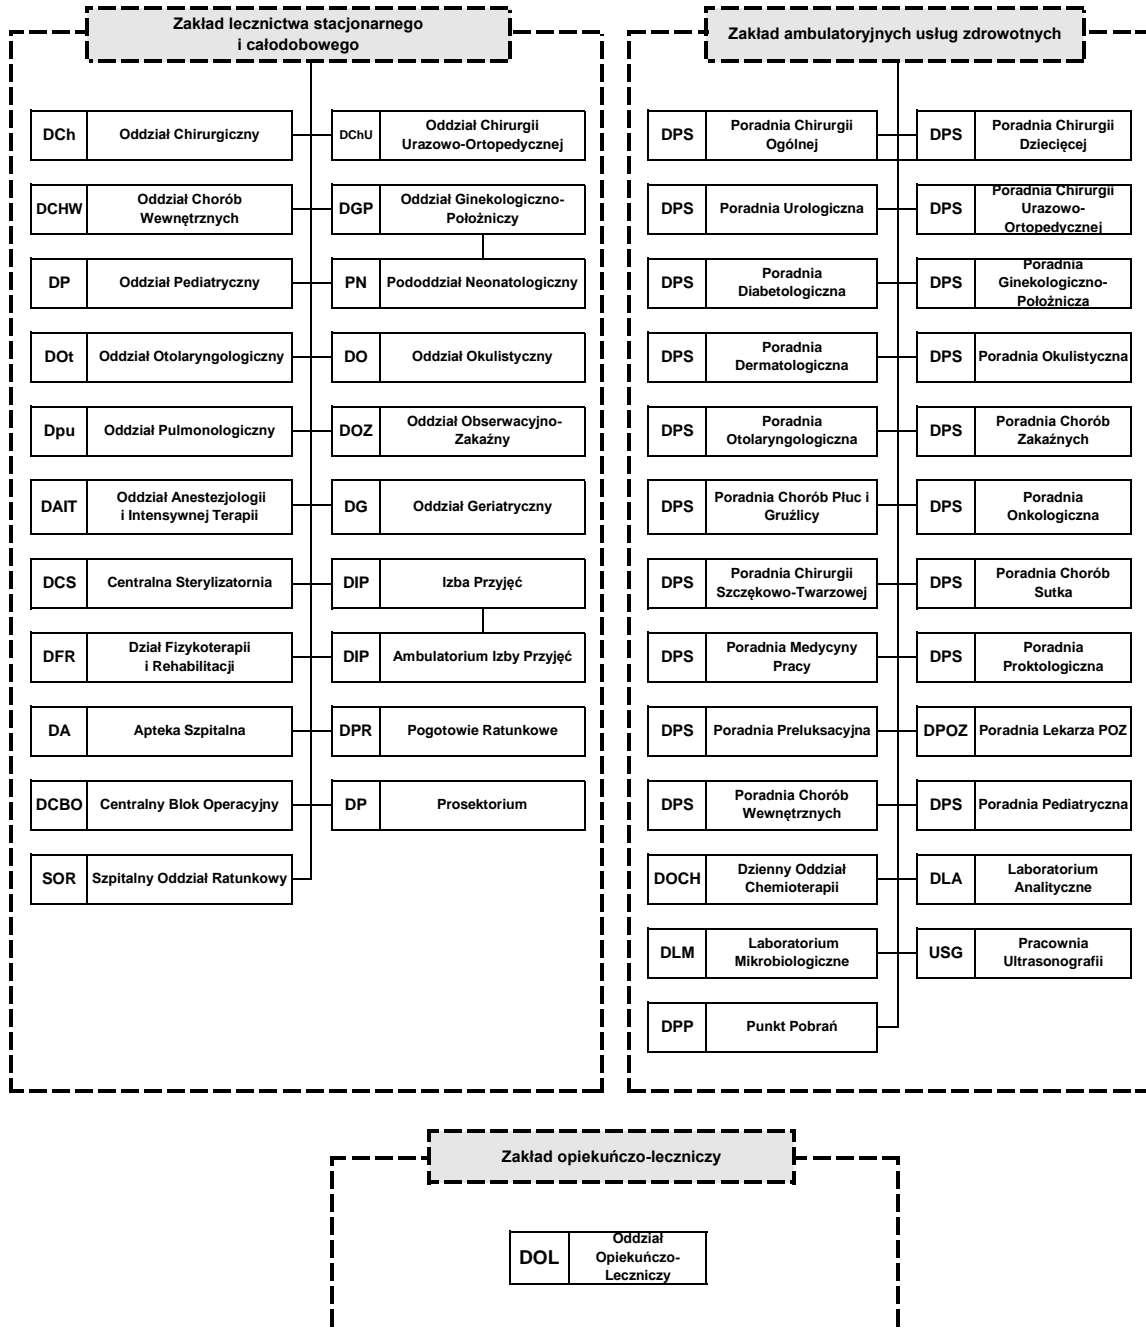 Zakład lecznictwa stacjonarnego
i całodobowego
DCh
Oddział Chirurgiczny
DChU
Oddział Chirurgii
Urazowo-Ortopedycznej
DCHW
Oddział Chorób
Wewnętrznych
DGP
Oddział Ginekologiczno-
Położniczy
DP
Oddział Pediatryczny
PN
Pododdział Neonatologiczny
DOt
Oddział Otolaryngologiczny
DO
Oddział Okulistyczny
Dpu
Oddział Pulmonologiczny
DOZ
Oddział Obserwacyjno-
Zakaźny
DAIT
Oddział Anestezjologii
i Intensywnej Terapii
DG
Oddział Geriatryczny
DCS
Centralna Sterylizatornia
DIP
Izba Przyjęć
DFR
Dział Fizykoterapii
i Rehabilitacji
DIP
Ambulatorium Izby Przyjęć
DA
Apteka Szpitalna
DPR
Pogotowie Ratunkowe
DCBO
Centralny Blok Operacyjny
DP
Prosektorium
SOR
Szpitalny Oddział Ratunkowy
Zakład ambulatoryjnych usług zdrowotnych
DPS
Poradnia Chirurgii
Ogólnej
DPS
Poradnia Chirurgii
Dziecięcej
DPS
Poradnia Urologiczna
DPS
Poradnia Chirurgii
Urazowo-
Ortopedycznej
DPS
Poradnia
Diabetologiczna
DPS
Poradnia
Ginekologiczno-
Położnicza
DPS
Poradnia
Dermatologiczna
DPS
Poradnia Okulistyczna
DPS
Poradnia
Otolaryngologiczna
DPS
Poradnia Chorób
Zakaźnych
DPS
Poradnia Chorób Płuc i
Gruźlicy
DPS
Poradnia
Onkologiczna
DPS
Poradnia Chirurgii
Szczękowo-Twarzowej
DPS
Poradnia Chorób
Sutka
DPS
Poradnia Medycyny
Pracy
DPS
Poradnia
Proktologiczna
DPS
Poradnia Preluksacyjna
DPOZ
Poradnia Lekarza POZ
DPS
Poradnia Chorób
Wewnętrznych
DPS
Poradnia Pediatryczna
DOCH
Dzienny Oddział
Chemioterapii
DLA
Laboratorium
Analityczne
DLM
Laboratorium
Mikrobiologiczne
USG
Pracownia
Ultrasonografii
DPP
Punkt Pobrań
Zakład opiekuńczo-leczniczy
DOL
Oddział
Opiekuńczo-
Leczniczy